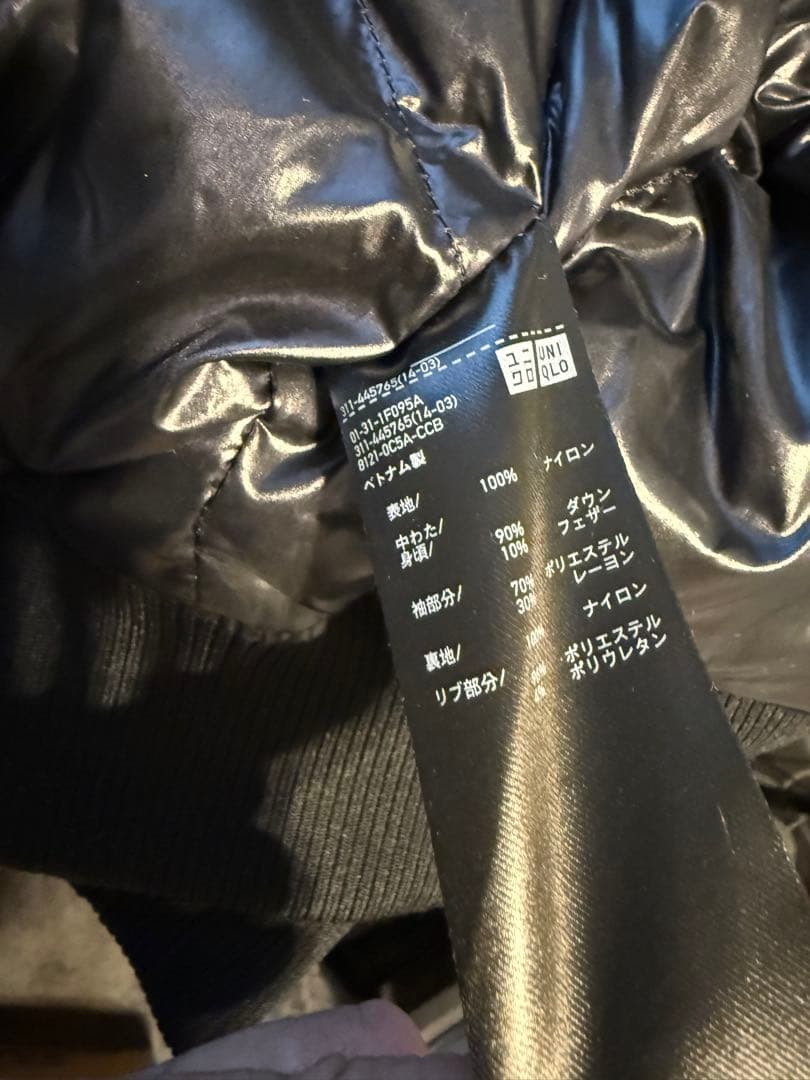 311-445765(14-03)
ユニクロ UNIQLO
01-31-1F095A
311-445765(14-03)
8121-0C5A-CCB
ベトナム製
表地/ 100% ナイロン
中わた/
身頃/ 90% ダウン
10% フェザー
袖部分/ 70% ポリエステル
30% レーヨン
裏地/ ナイロン
リブ部分/ ポリエステル
ポリウレタン